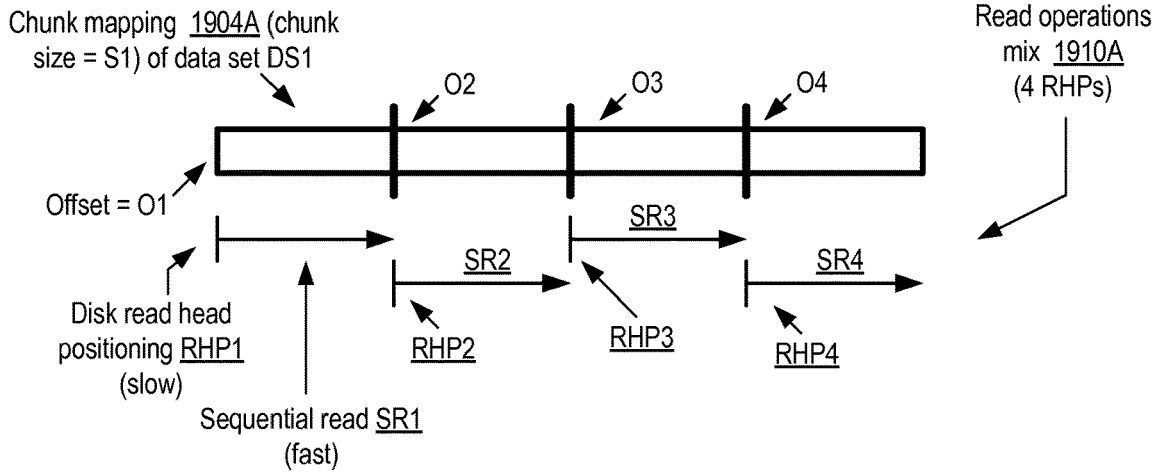 Chunk mapping 1904A (chunk
size = S1) of data set DS1
Read operations
mix 1910A
(4 RHPs)
O2
O3
O4
Offset = O1
SR3
SR2
SR4
Disk read head
positioning RHP1
(slow)
RHP2
RHP3
RHP4
Sequential read SR1
(fast)